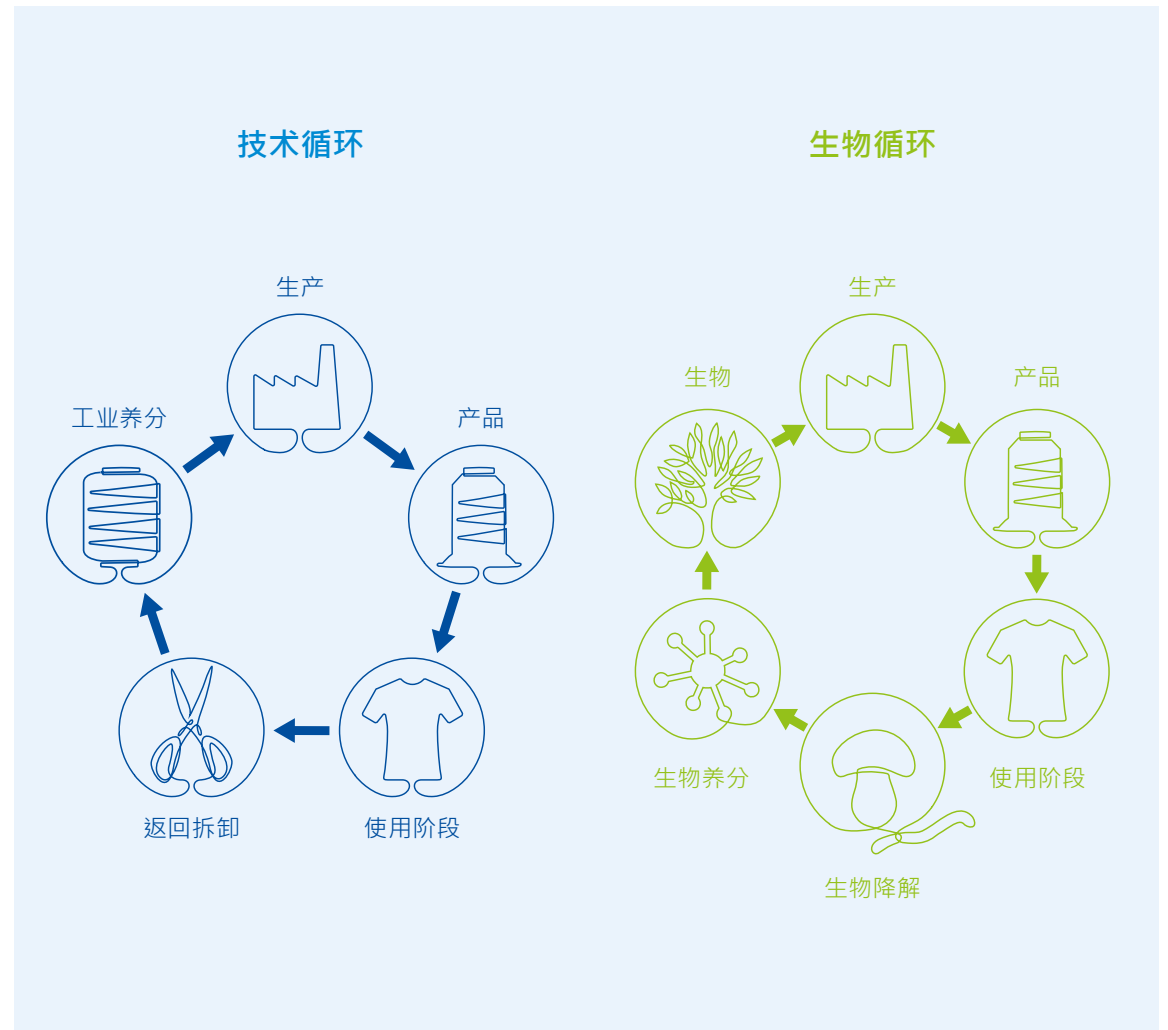 技术循环
生产
工业养分
产品
返回拆卸
使用阶段
生物循环
生产
生物
产品
生物养分
使用阶段
生物降解